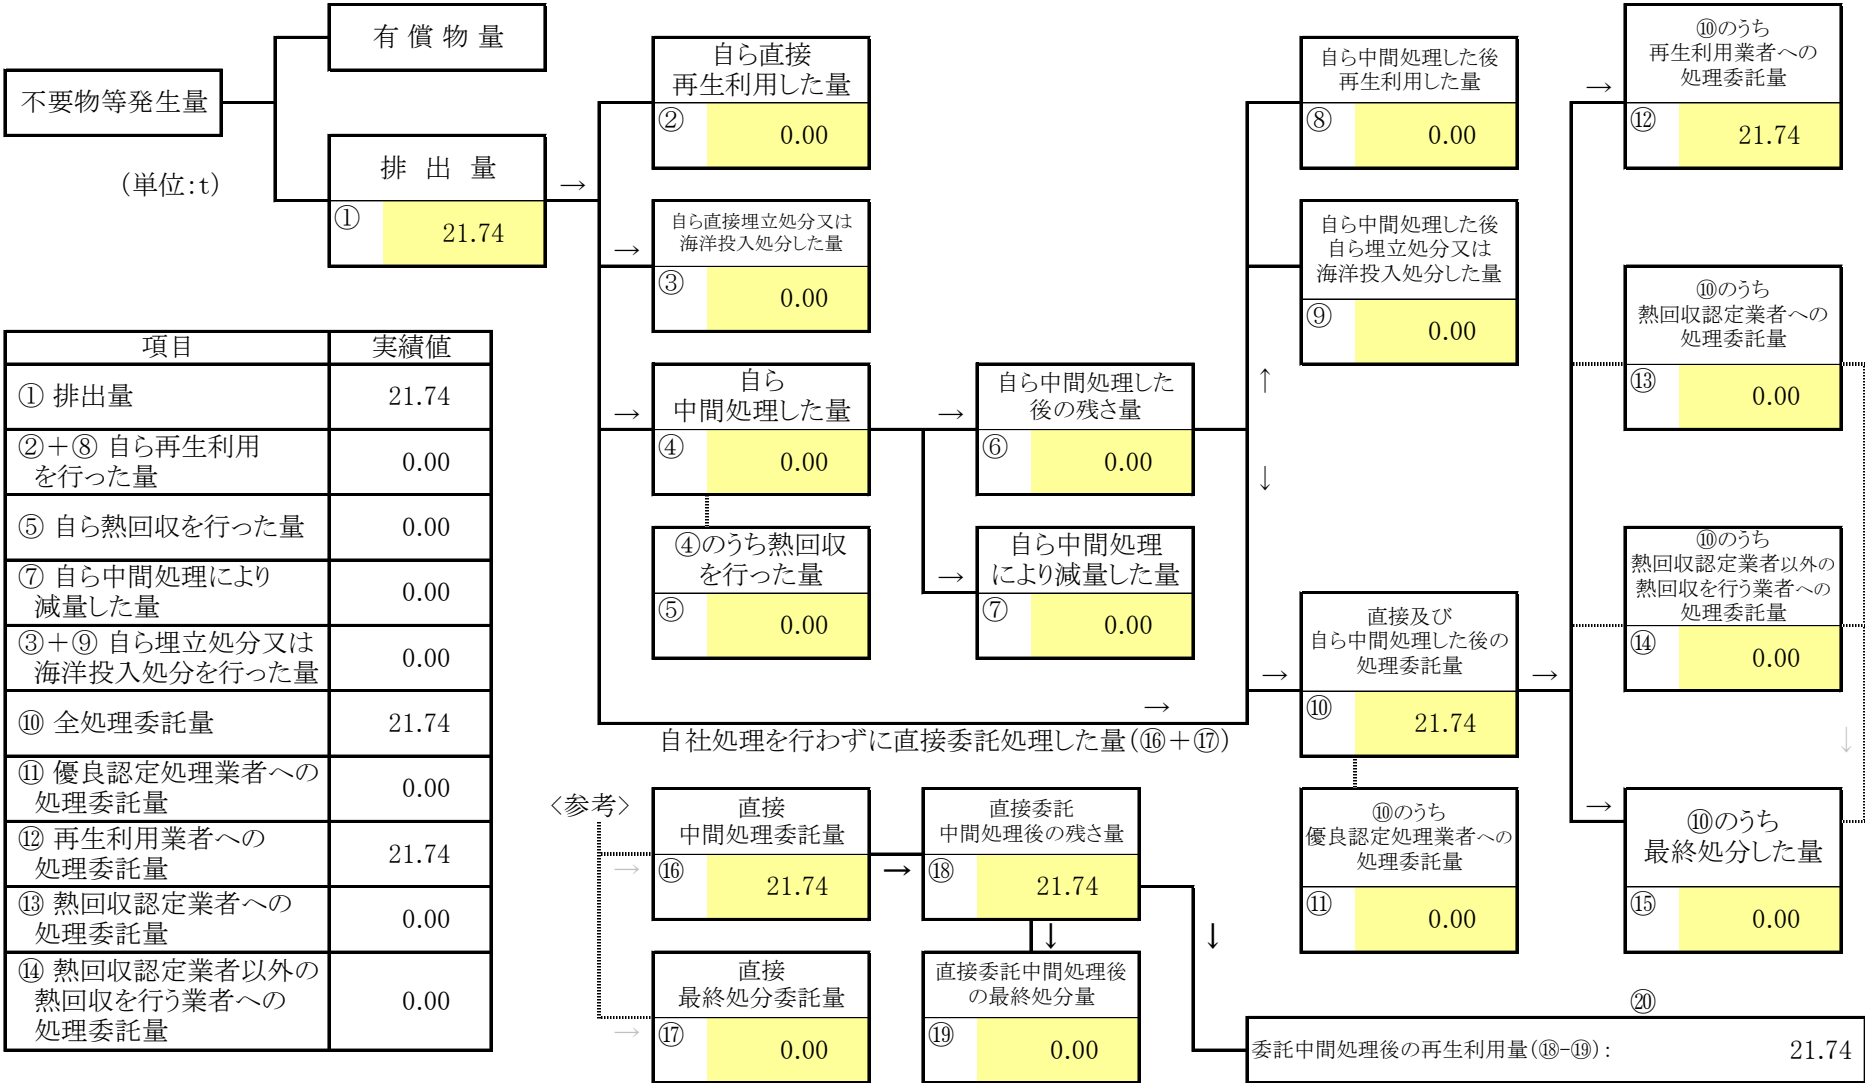 不要物等発生量
有 償 物 量
排 出 量
①
21.74
(単位:t)
→
自ら直接
再生利用した量
②
0.00
→
自ら直接埋立処分又は
海洋投入処分した量
③
0.00
→
自ら
中間処理した量
④
0.00
④のうち熱回収
を行った量
⑤
0.00
→
自ら中間処理した
後の残さ量
⑥
0.00
→
自ら中間処理
により減量した量
⑦
0.00
↑
↓
自ら中間処理した後
再生利用した量
⑧
0.00
自ら中間処理した後
自ら埋立処分又は
海洋投入処分した量
⑨
0.00
→
自社処理を行わずに直接委託処理した量(⑯+⑰)
→
直接及び
自ら中間処理した後の
処理委託量
⑩
21.74
⑩のうち
優良認定処理業者への
処理委託量
⑪
0.00
→
→
⑩のうち
再生利用業者への
処理委託量
⑫
21.74
⑩のうち
熱回収認定業者への
処理委託量
⑬
0.00
⑩のうち
熱回収認定業者以外の
熱回収を行う業者への
処理委託量
⑭
0.00
↓
→
⑩のうち
最終処分した量
⑮
0.00
項目 実績値
① 排出量 21.74
②+⑧ 自ら再生利用
を行った量 0.00
⑤ 自ら熱回収を行った量 0.00
⑦ 自ら中間処理により
減量した量 0.00
③+⑨ 自ら埋立処分又は
海洋投入処分を行った量 0.00
⑩ 全処理委託量 21.74
⑪ 優良認定処理業者への
処理委託量 0.00
⑫ 再生利用業者への
処理委託量 21.74
⑬ 熱回収認定業者への
処理委託量 0.00
⑭ 熱回収認定業者以外の
熱回収を行う業者への
処理委託量 0.00
〈参考〉
→
直接
中間処理委託量
⑯
21.74
→
直接委託
中間処理後の残さ量
⑱
21.74
↓
↓
→
直接
最終処分委託量
⑰
0.00
直接委託中間処理後
の最終処分量
⑲
0.00
⑳
委託中間処理後の再生利用量(⑱-⑲): 21.74